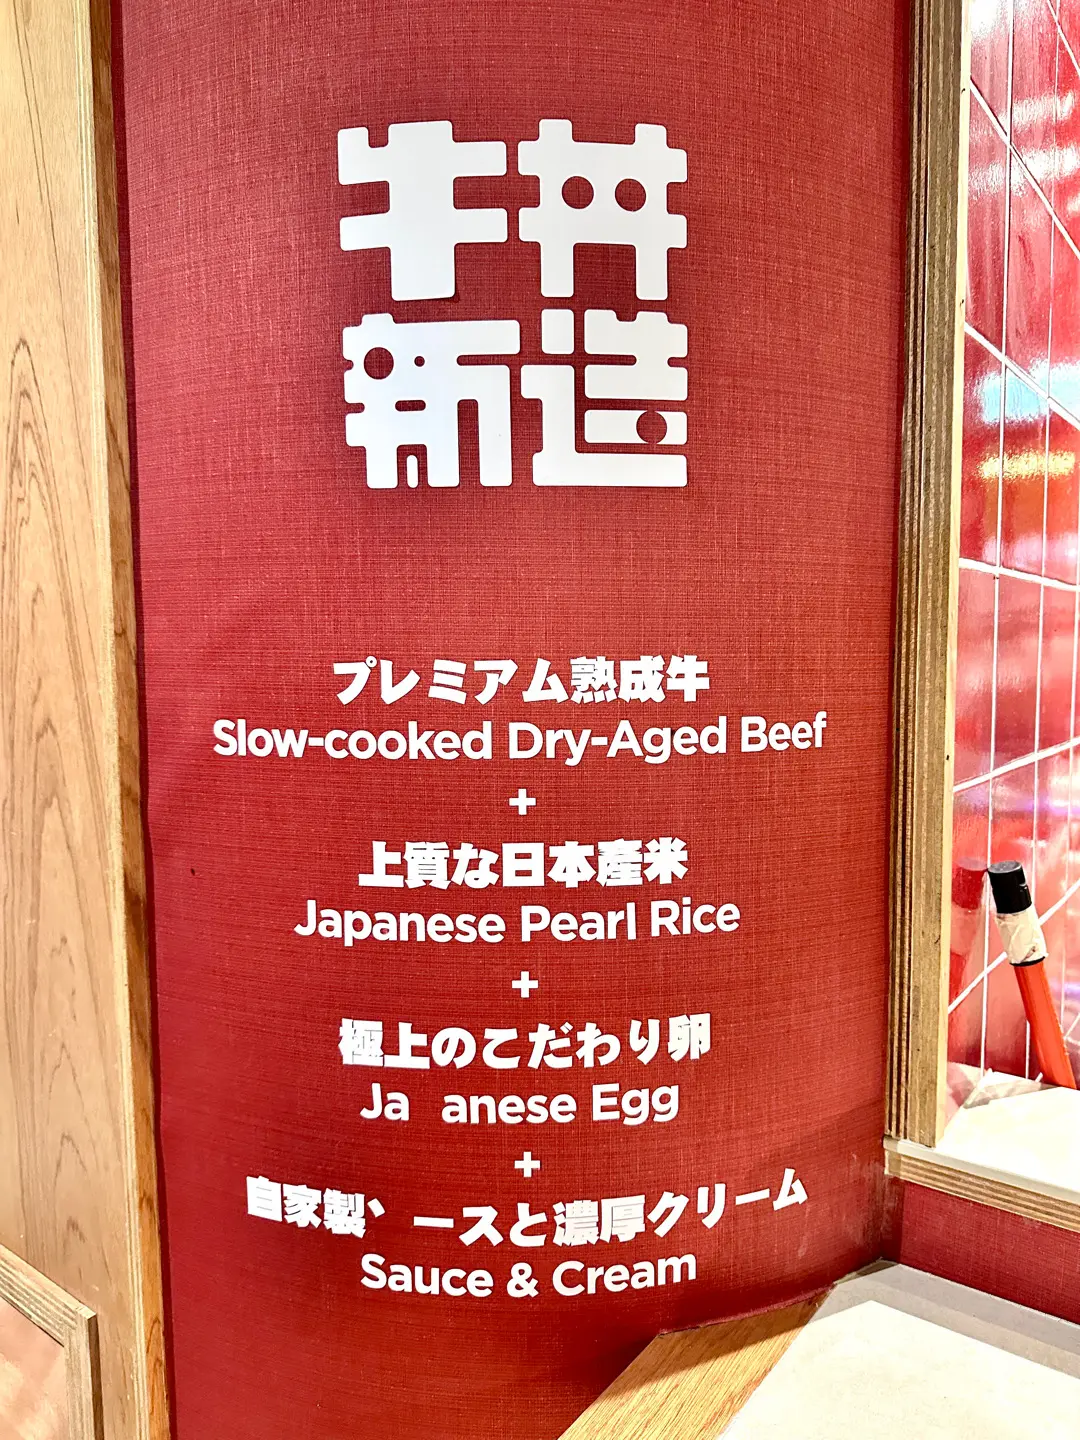 牛丼
新造
プレミアム熟成牛
Slow-cooked Dry-Aged Beef
+
上質な日本産米
Japanese Pearl Rice
+
極上のこだわり卵
Ja anese Egg
+
自家製 ースと濃厚クリーム
Sauce & Cream